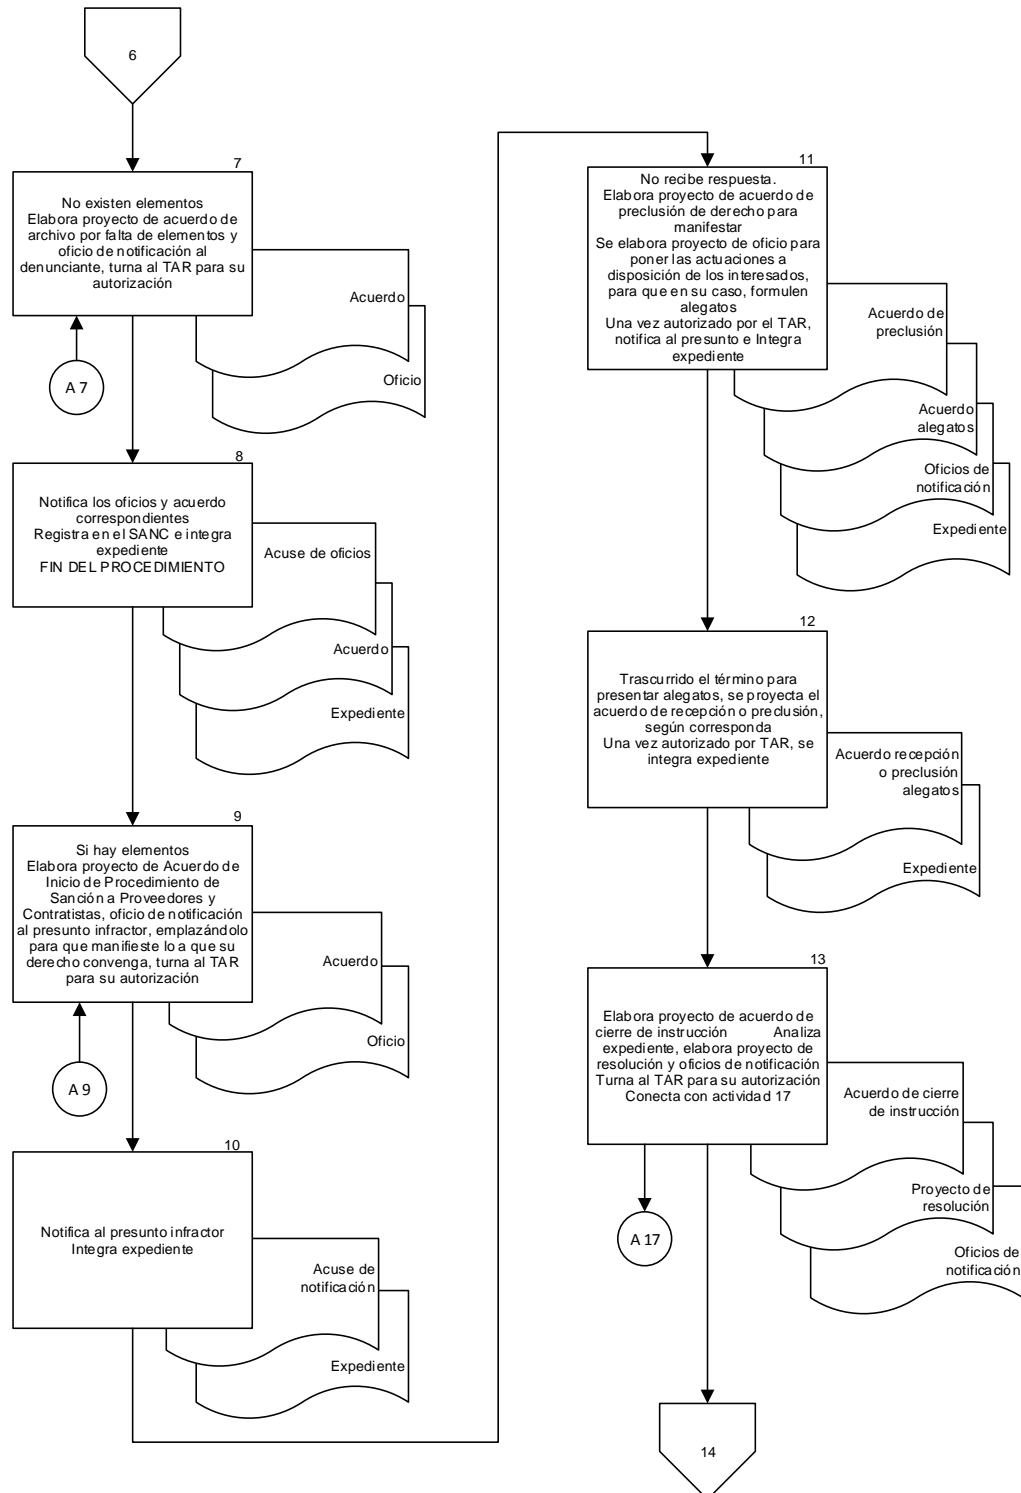 6
7
No existen elementos
Elabora proyecto de acuerdo de
archivo por falta de elementos y
oficio de notificación al
denunciante, turna al TAR para su
autorización
Acuerdo
Oficio
A 7
8
Notifica los oficios y acuerdo
correspondientes
Registra en el SANC e integra
expediente
FIN DEL PROCEDIMIENTO
Acuse de oficios
Acuerdo
Expediente
9
Si hay elementos
Elabora proyecto de Acuerdo de
Inicio de Procedimiento de
Sanción a Proveedores y
Contratistas, oficio de notificación
al presunto infractor, emplazándolo
para que manifieste lo a que su
derecho convenga, turna al TAR
para su autorización
Acuerdo
Oficio
A 9
10
Notifica al presunto infractor
Integra expediente
Acuse de
notificación
Expediente
11
No recibe respuesta.
Elabora proyecto de acuerdo de
preclusión de derecho para
manifestar
Se elabora proyecto de oficio para
poner las actuaciones a
disposición de los interesados,
para que en su caso, formulen
alegatos
Una vez autorizado por el TAR,
notifica al presunto e Integra
expediente
Acuerdo de
preclusión
Acuerdo
alegatos
Oficios de
notificación
Expediente
12
Trascurrido el término para
presentar alegatos, se proyecta el
acuerdo de recepción o preclusión,
según corresponda
Una vez autorizado por TAR, se
integra expediente
Acuerdo recepción
o preclusión
alegatos
Expediente
13
Elabora proyecto de acuerdo de
cierre de instrucción Analiza
expediente, elabora proyecto de
resolución y oficios de notificación
Turna al TAR para su autorización
Conecta con actividad 17
Acuerdo de cierre
de instrucción
Proyecto de
resolución
Oficios de
notificación
A 17
14